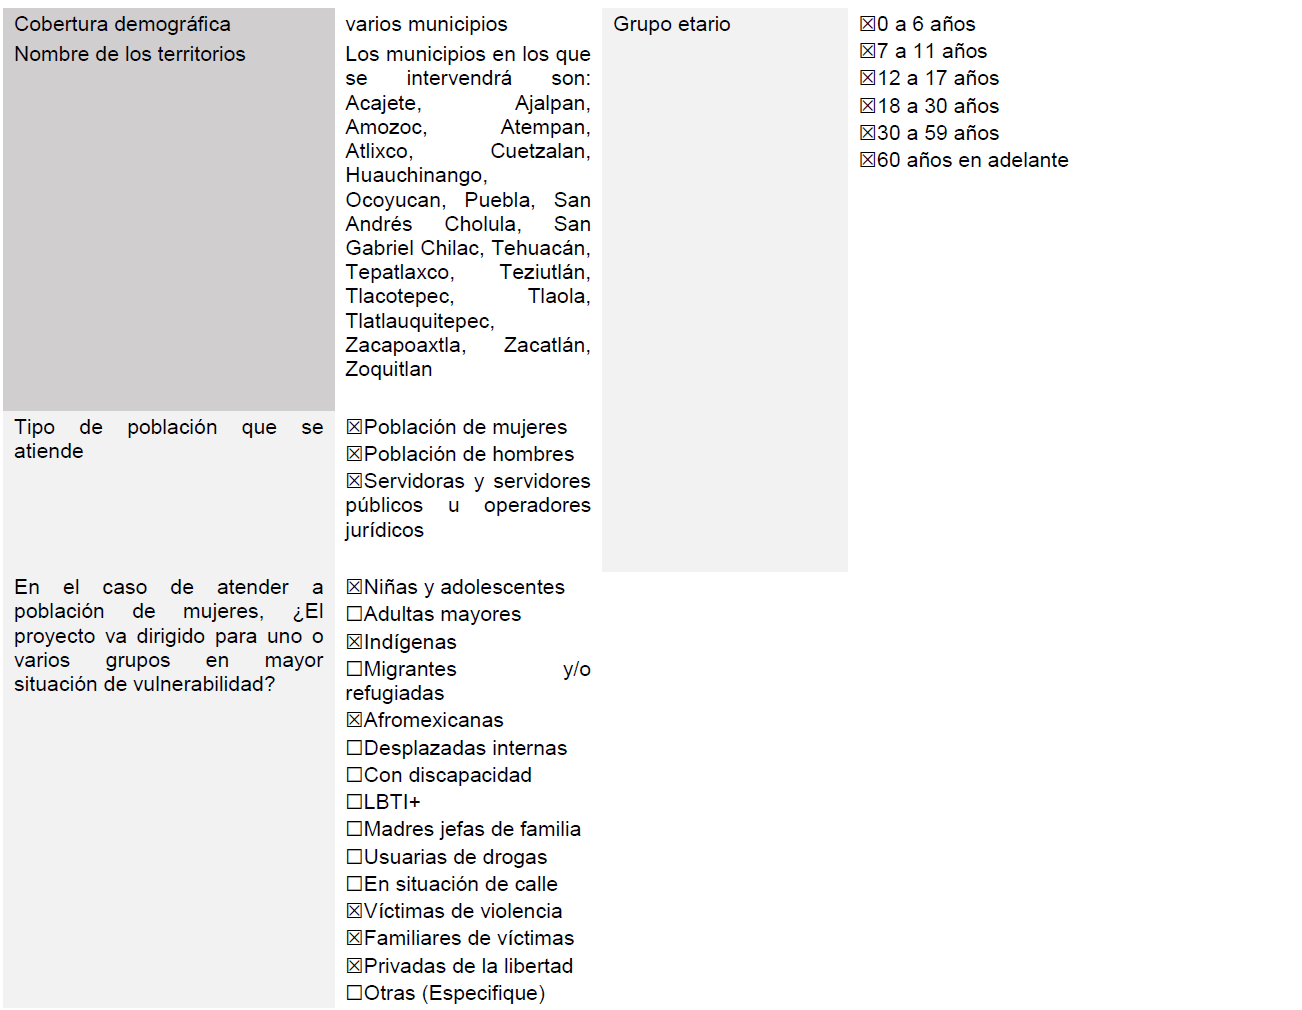 Cobertura demográfica
varios municipios
Nombre de los territorios
Los municipios en los que
se intervendrá son:
Acajete, Ajalpan,
Amozoc, Atempan,
Atlixco, Cuetzalan,
Huauchinango,
Ocoyucan, Puebla, San
Andrés Cholula, San
Gabriel Chilac, Tehuacán,
Tepatlaxco, Teziutlán,
Tlacotepec, Tlaola,
Tlatlauquitepec,
Zacapoaxtla, Zacatlán,
Zoquitlan
Grupo etario
☒0 a 6 años
☒7 a 11 años
☒12 a 17 años
☒18 a 30 años
☒30 a 59 años
☒60 años en adelante
Tipo de población que se
atiende
☒Población de mujeres
☒Población de hombres
☒Servidoras y servidores
públicos u operadores
jurídicos
En el caso de atender a
población de mujeres, ¿El
proyecto va dirigido para uno o
varios grupos en mayor
situación de vulnerabilidad?
☒Niñas y adolescentes
☐Adultas mayores
☒Indígenas
☐Migrantes y/o
refugiadas
☒Afromexicanas
☐Desplazadas internas
☐Con discapacidad
☐LBTI+
☐Madres jefas de familia
☐Usuarias de drogas
☐En situación de calle
☒Víctimas de violencia
☒Familiares de víctimas
☒Privadas de la libertad
☐Otras (Especifique)